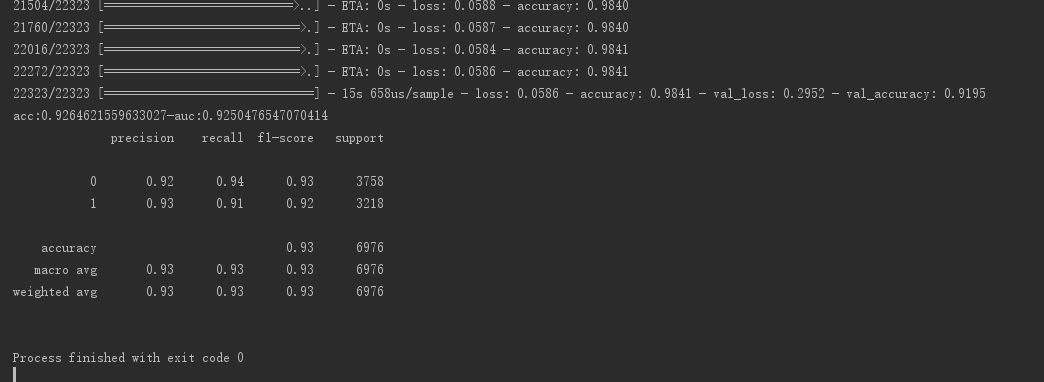 21504/22323 [===========================>..] - ETA: 0s - loss: 0.0588 - accuracy: 0.9840
21760/22323 [============================>.] - ETA: 0s - loss: 0.0587 - accuracy: 0.9840
22016/22323 [============================>.] - ETA: 0s - loss: 0.0584 - accuracy: 0.9841
22272/22323 [============================>.] - ETA: 0s - loss: 0.0586 - accuracy: 0.9841
22323/22323 [==============================] - 15s 658us/sample - loss: 0.0586 - accuracy: 0.9841 - val_loss: 0.2952 - val_accuracy: 0.9195
acc:0.9264621559633027-auc:0.9250476547070414
precision recall f1-score support
0 0.92 0.94 0.93 3758
1 0.93 0.91 0.92 3218
accuracy 0.93 6976
macro avg 0.93 0.93 0.93 6976
weighted avg 0.93 0.93 0.93 6976
Process finished with exit code 0